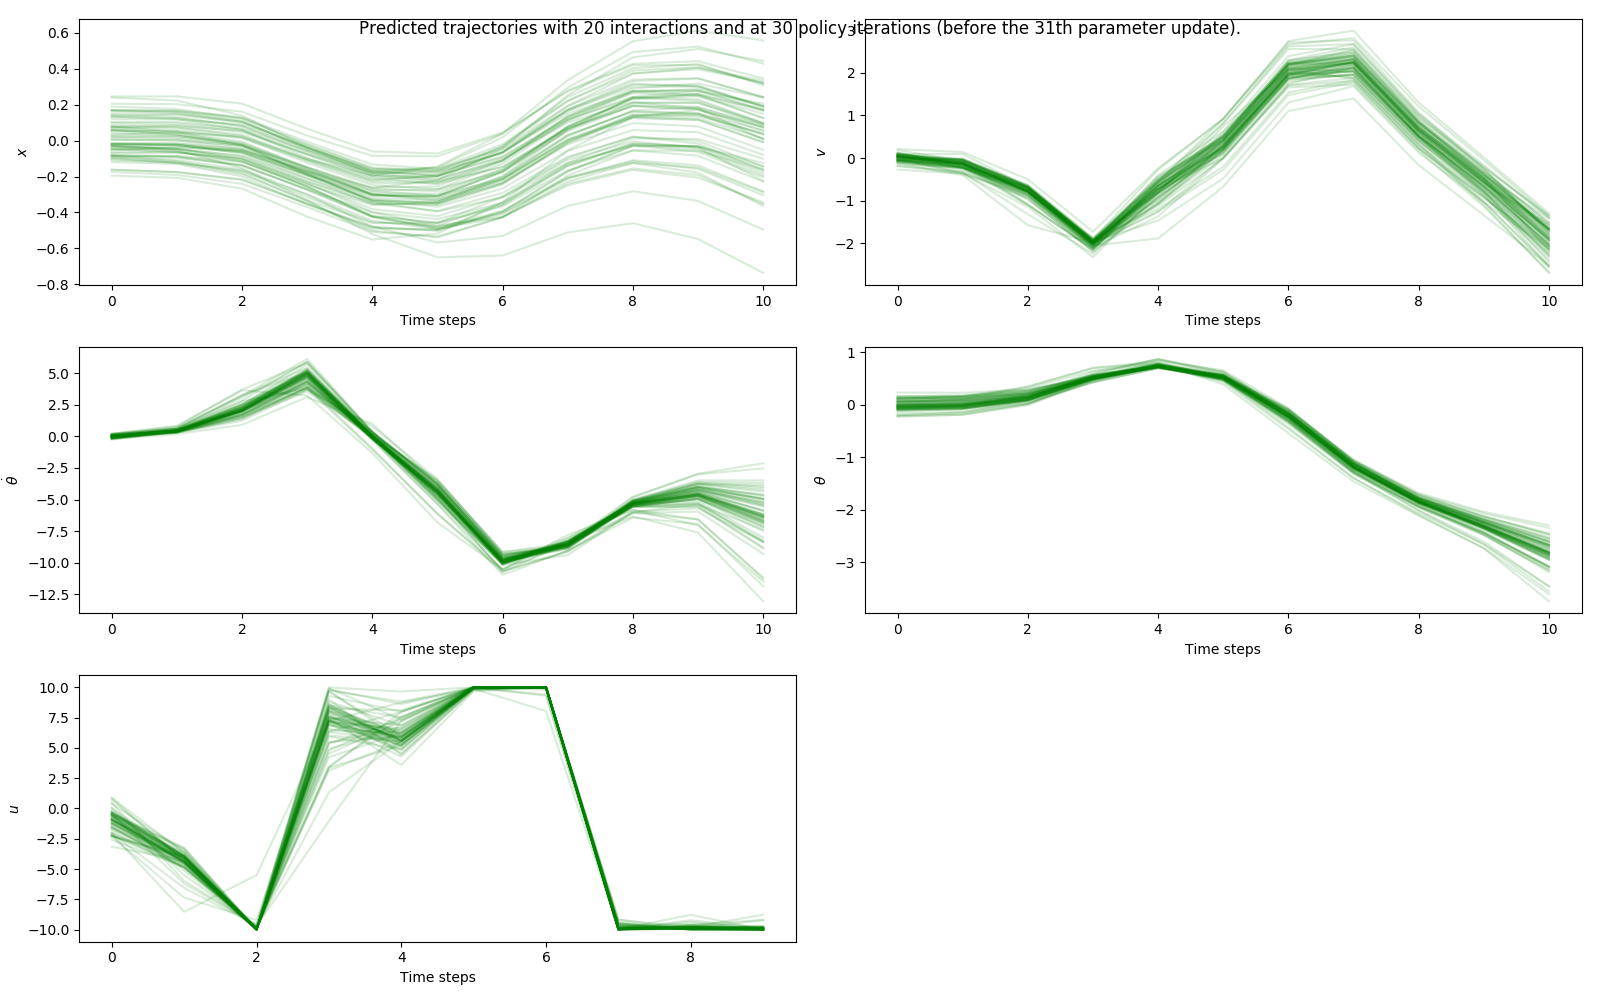 Predicted trajectories with 20 interactions and at 30 policy iterations (before the 31th parameter update).
0.6
0.4
0.2
0.0
−0.2
−0.4
−0.6
−0.8
x
0 2 4 6 8 10
Time steps
3
2
1
0
−1
−2
v
0 2 4 6 8 10
Time steps
5.0
2.5
0.0
−2.5
−5.0
−7.5
−10.0
−12.5
θ̇
0 2 4 6 8 10
Time steps
1
0
−1
−2
−3
θ
0 2 4 6 8 10
Time steps
10.0
7.5
5.0
2.5
0.0
−2.5
−5.0
−7.5
−10.0
u
0 2 4 6 8
Time steps